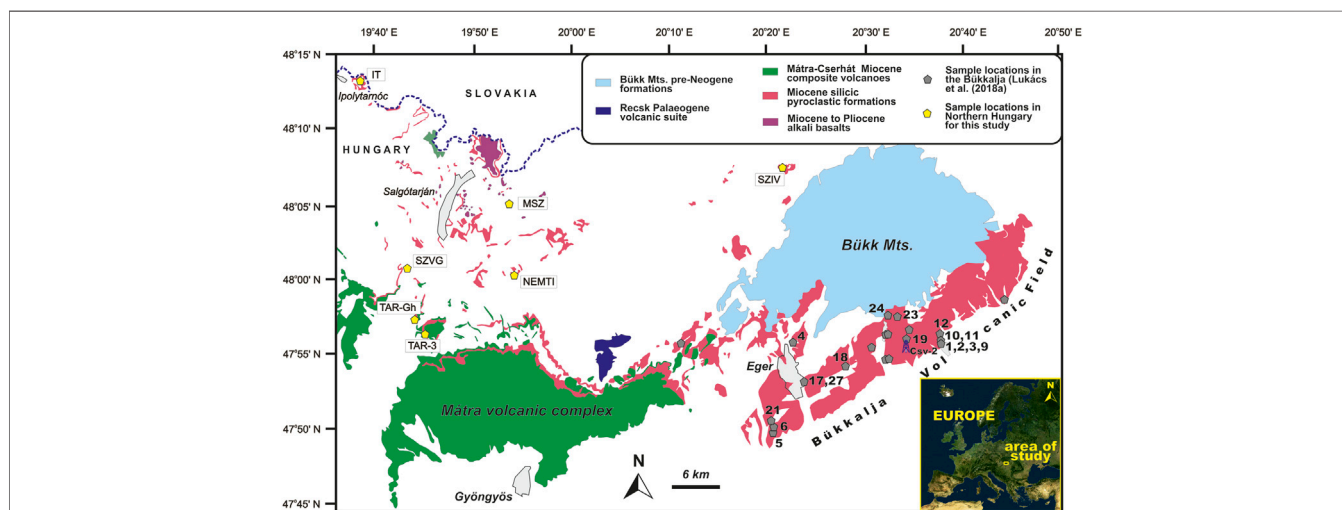 19°40' E
19°50' E
20°00' E
20°20' E
20°30' E
20°40' E
20°50' E
48°15' N
48°10' N
48°05' N
48°00' N
47°55' N
47°50' N
47°45' N
Bükk Mts. pre-Neogene
formations
Recsk Palaeogene
volcanic suite
Mátra-Cserhát Miocene
composite volcanoes
Miocene silicic
pyroclastic formations
Miocene to Pliocene
alkali basalts
Sample locations in
the Bükkalja (Lukács
et al. (2018a)
Sample locations in
Northern Hungary
for this study
IT
Ipolytarnóc
SLOVAKIA
HUNGARY
Salgótarján
MSZ
SZIV
SZVG
NEMTI
TAR-Gh
TAR-3
Bükk Mts.
24
23
12
10,11
19
1,2,3,9
Csv-2
4
18
Eger
17,27
21
6
5
Bükkalja Volcanic Field
Mátra volcanic complex
Gyöngyös
N
6 km
N
EUROPE
area of
study